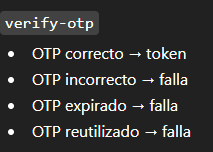 verify-otp
• OTP correcto → token
• OTP incorrecto → falla
• OTP expirado → falla
• OTP reutilizado → falla